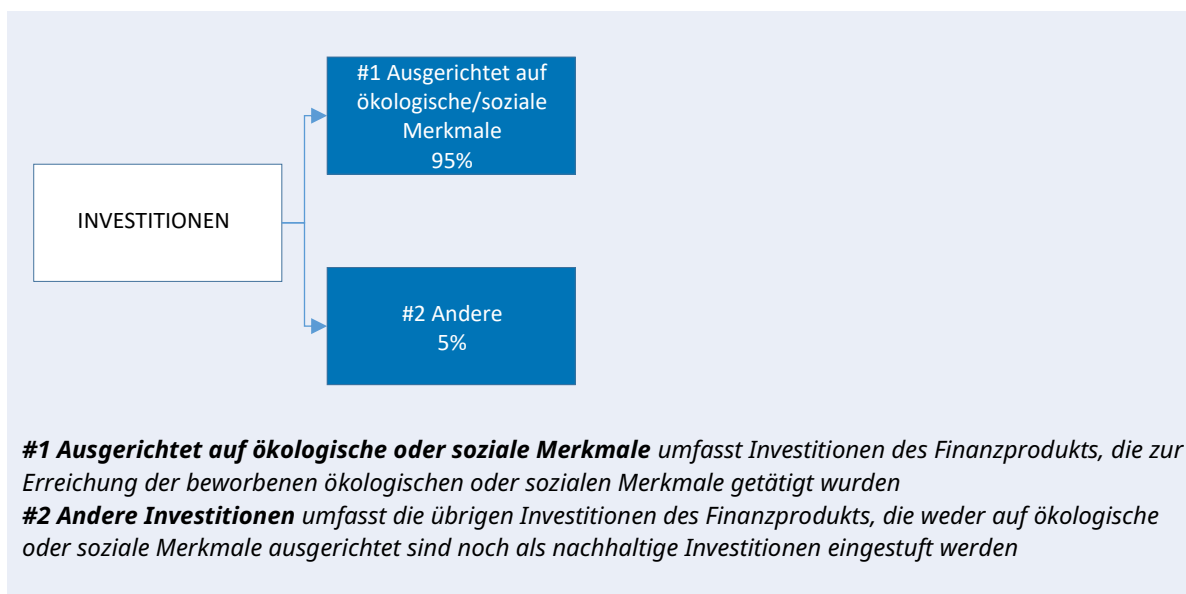 #1 Ausgerichtet auf
ökologische/soziale
Merkmale
95%
INVESTITIONEN
#2 Andere
5%
#1 Ausgerichtet auf ökologische oder soziale Merkmale umfasst Investitionen des Finanzprodukts, die zur
Erreichung der beworbenen ökologischen oder sozialen Merkmale getätigt wurden
#2 Andere Investitionen umfasst die übrigen Investitionen des Finanzprodukts, die weder auf ökologische
oder soziale Merkmale ausgerichtet sind noch als nachhaltige Investitionen eingestuft werden